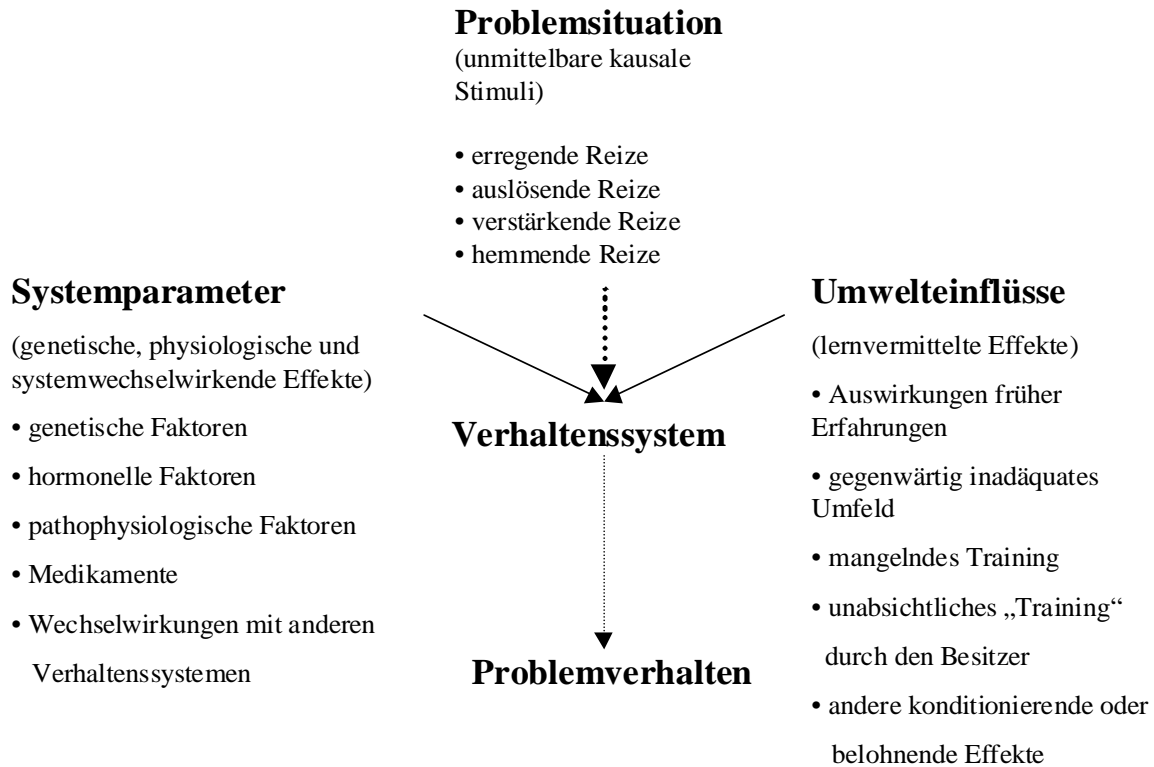 Problemsituation
(unmittelbare kausale
Stimuli)
• erregende Reize
• auslösende Reize
• verstärkende Reize
• hemmende Reize
Systemparameter
(genetische, physiologische und
systemwechselwirkende Effekte)
• genetische Faktoren
• hormonelle Faktoren
• pathophysiologische Faktoren
• Medikamente
• Wechselwirkungen mit anderen
Verhaltenssystemen
Umwelteinflüsse
(lernvermittelte Effekte)
• Auswirkungen früher
Erfahrungen
• gegenwärtig inadäquates
Umfeld
• mangelndes Training
• unabsichtliches „Training“
durch den Besitzer
• andere konditionierende oder
belohnende Effekte
Verhaltenssystem
Problemverhalten